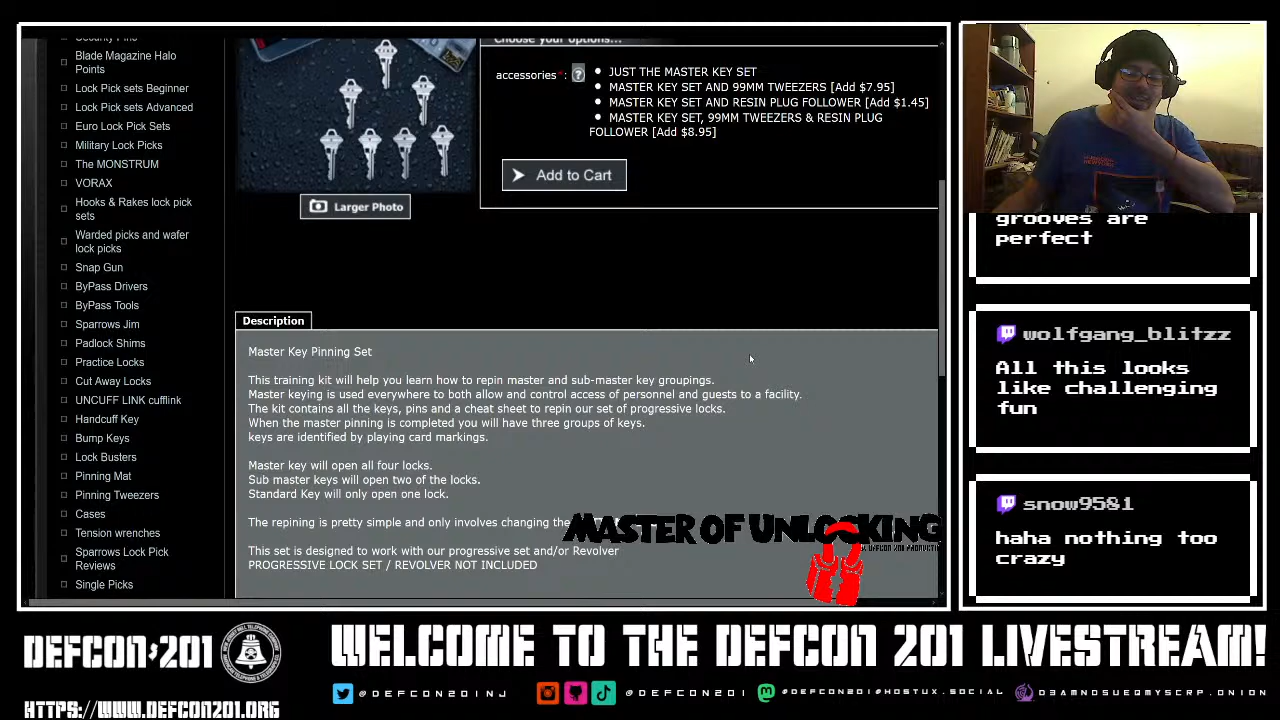 Blade Magazine Halo
Points
Lock Pick sets Beginner
Lock Pick sets Advanced
Euro Lock Pick Sets
Military Lock Picks
The MONSTRUM
VORAX
Hooks & Rakes lock pick
sets
Warded picks and wafer
lock picks
Snap Gun
ByPass Drivers
ByPass Tools
Sparrows Jim
Padlock Shims
Practice Locks
Cut Away Locks
UNCUFF LINK cufflink
Handcuff Key
Bump Keys
Lock Busters
Pinning Mat
Pinning Tweezers
Cases
Tension wrenches
Sparrows Lock Pick
Reviews
Single Picks
Larger Photo
Choose your options...
accessories*: ?
JUST THE MASTER KEY SET
MASTER KEY SET AND 99MM TWEEZERS [Add $7.95]
MASTER KEY SET AND RESIN PLUG FOLLOWER [Add $1.45]
MASTER KEY SET, 99MM TWEEZERS & RESIN PLUG
FOLLOWER [Add $8.95]
Add to Cart
Description
Master Key Pinning Set
This training kit will help you learn how to repin master and sub-master key groupings.
Master keying is used everywhere to both allow and control access of personnel and guests to a facility.
The kit contains all the keys, pins and a cheat sheet to repin our set of progressive locks.
When the master pinning is completed you will have three groups of keys.
keys are identified by playing card markings.
Master key will open all four locks.
Sub master keys will open two of the locks.
Standard Key will only open one lock.
The repining is pretty simple and only involves changing the
This set is designed to work with our progressive set and/or Revolver
PROGRESSIVE LOCK SET / REVOLVER NOT INCLUDED
MASTER OF UNLOCKING
grooves are
perfect
wolfgang_blitzz
All this looks
like challenging
fun
snow9581
haha nothing too
crazy
DEFCON 201
HTTPS://WWW.DEFCON201.ORG
WELCOME TO THE DEFCON 201 LIVESTREAM!
@DEFCON201NJ
@DEFCON201
@DEFCON201@HOSTUX.SOCIAL
D3AMNDSUEQMYSCRP.ONION